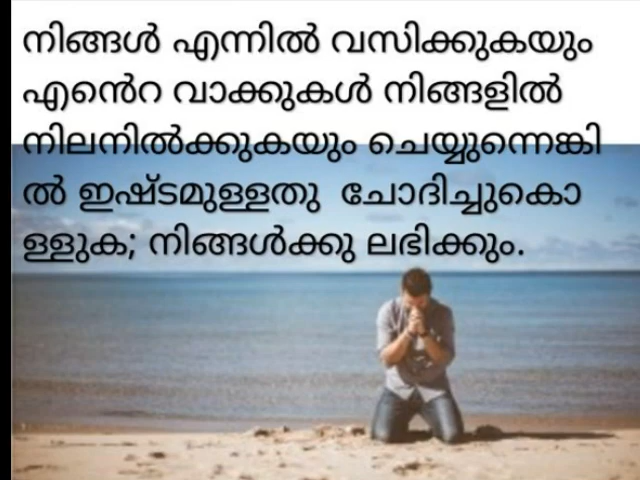 നിങ്ങൾ എന്നിൽ വസിക്കുകയും
എൻെറ വാക്കുകൾ നിങ്ങളിൽ
നിലനിൽക്കുകയും ചെയ്യുന്നെങ്കി
ൽ ഇഷ്ടമുള്ളതു ചോദിച്ചുകൊ
ള്ളുക; നിങ്ങൾക്കു ലഭിക്കും.